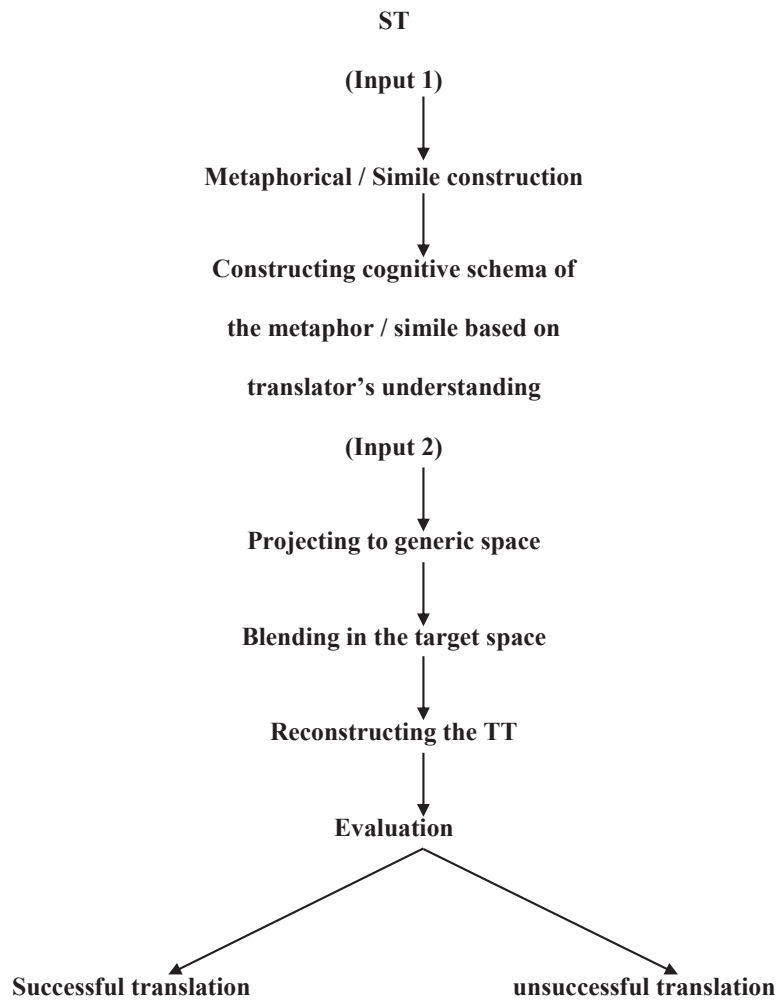 ST
(Input 1)
Metaphorical / Simile construction
Constructing cognitive schema of
the metaphor / simile based on
translator’s understanding
(Input 2)
Projecting to generic space
Blending in the target space
Reconstructing the TT
Evaluation
Successful translation
unsuccessful translation